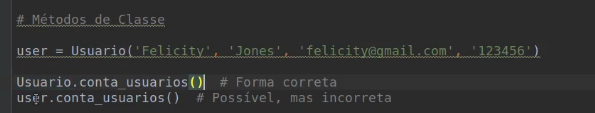 # Métodos de Classe
user = Usuario('Felicity', 'Jones', 'felicity@gmail.com', '123456')
Usuario.conta_usuarios() # Forma correta
user.conta_usuarios() # Possível, mas incorreta